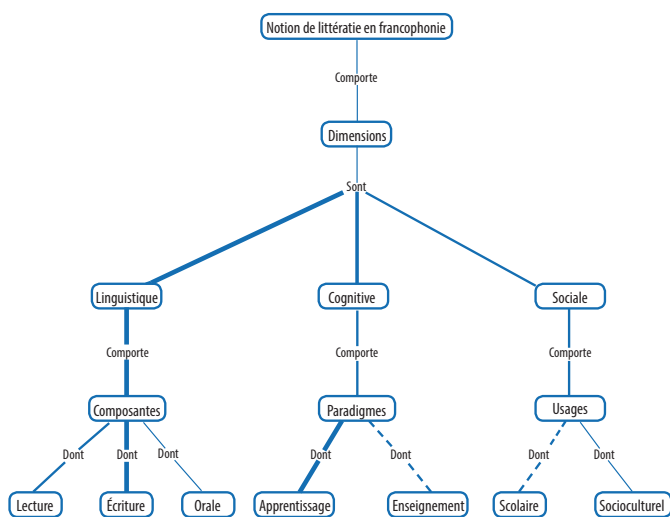 Notion de littératie en francophonie
Comporte
Dimensions
Sont
Linguistique
Cognitive
Sociale
Comporte
Comporte
Comporte
Composantes
Paradigmes
Usages
Dont
Dont
Dont
Dont
Dont
Dont
Dont
Lecture
Écriture
Orale
Apprentissage
Enseignement
Scolaire
Socioculturel